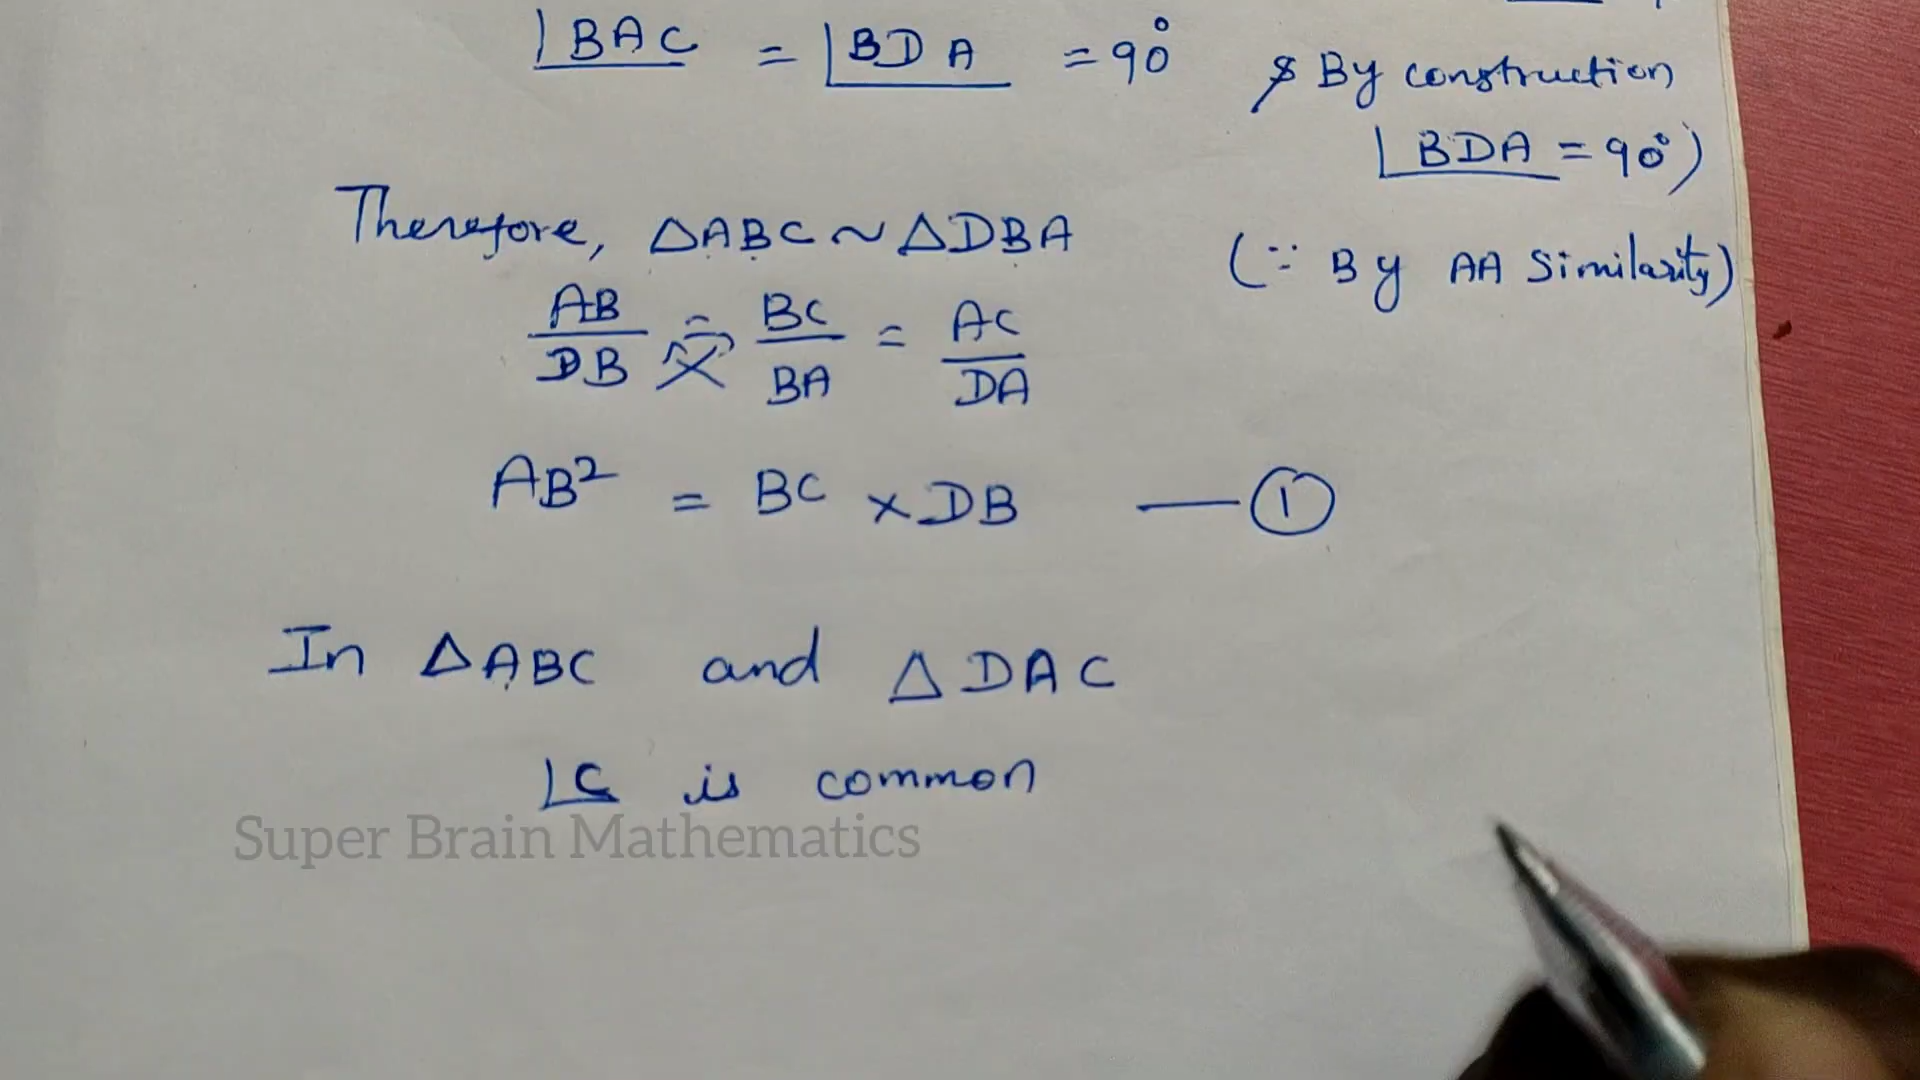 ∠BAC = ∠BDA = 90°
& By construction
∠BDA = 90°)
Therefore, △ABC ~ △DBA (∵ By AA Similarity)
AB/DB = BC/BA = AC/DA
AB² = BC × DB — ①
In △ABC and △DAC
∠C is common
Super Brain Mathematics